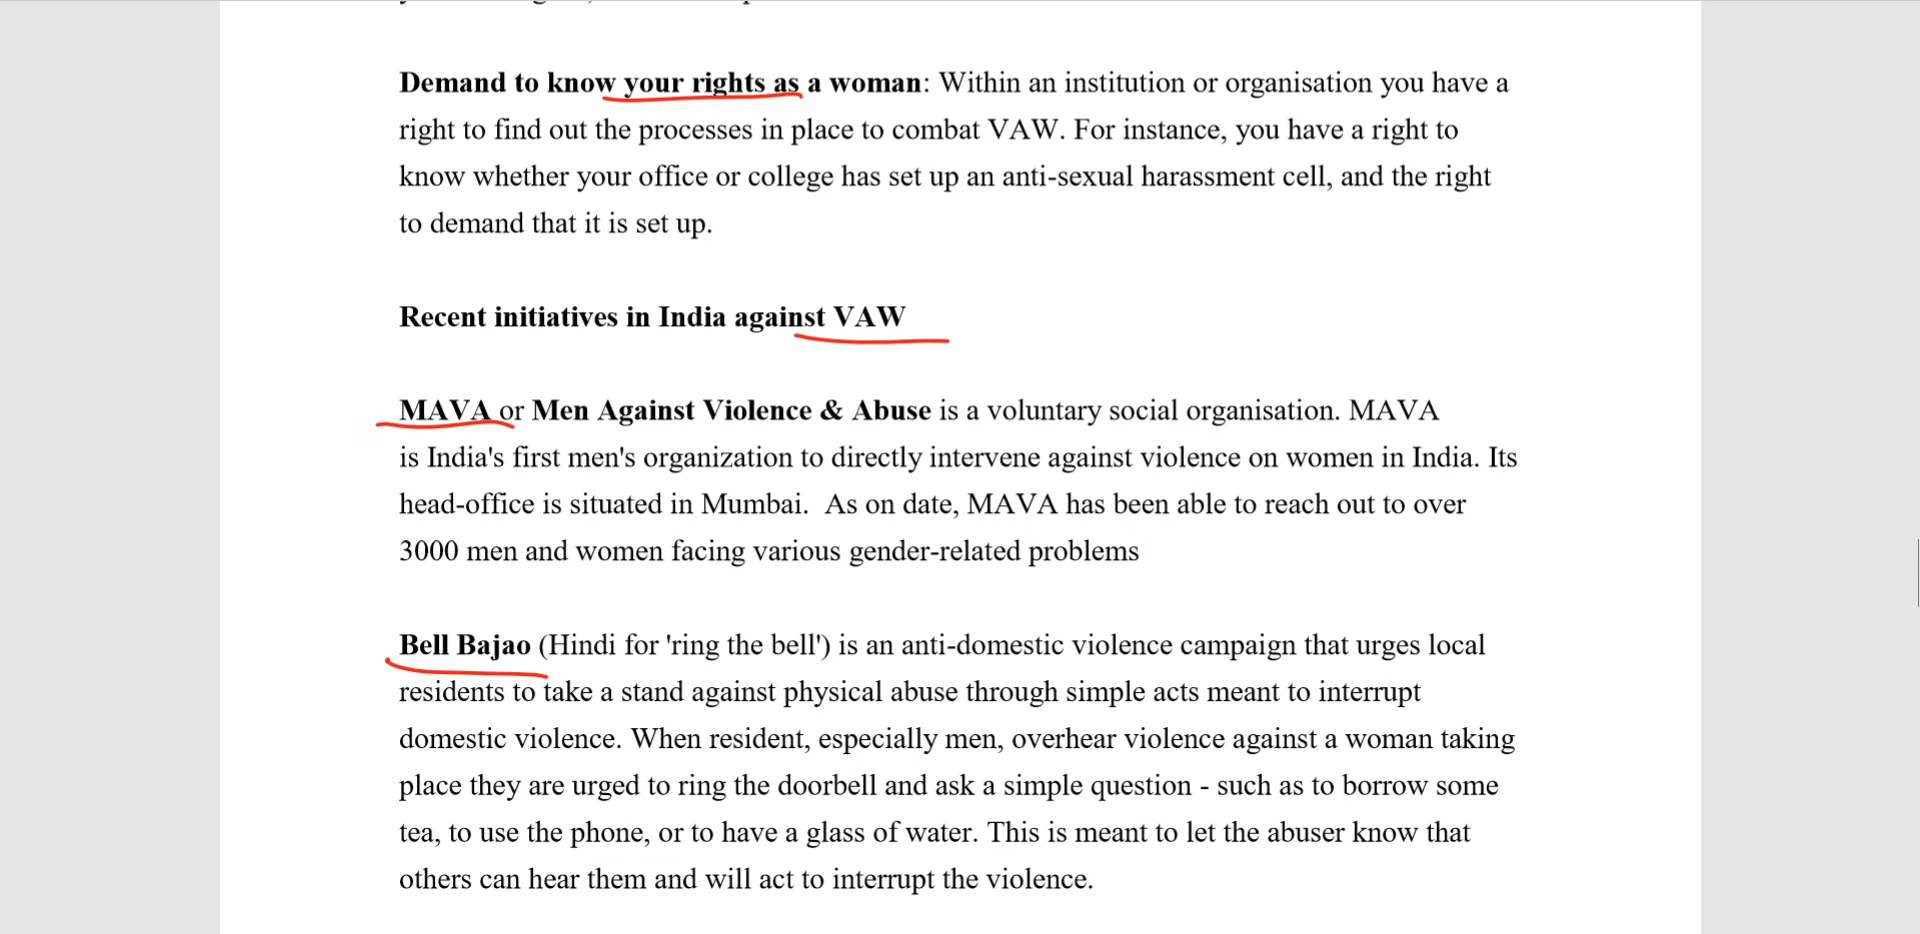 Demand to know your rights as a woman: Within an institution or organisation you have a
right to find out the processes in place to combat VAW. For instance, you have a right to
know whether your office or college has set up an anti-sexual harassment cell, and the right
to demand that it is set up.
Recent initiatives in India against VAW
MAVA or Men Against Violence & Abuse is a voluntary social organisation. MAVA
is India's first men's organization to directly intervene against violence on women in India. Its
head-office is situated in Mumbai.  As on date, MAVA has been able to reach out to over
3000 men and women facing various gender-related problems
Bell Bajao (Hindi for 'ring the bell') is an anti-domestic violence campaign that urges local
residents to take a stand against physical abuse through simple acts meant to interrupt
domestic violence. When resident, especially men, overhear violence against a woman taking
place they are urged to ring the doorbell and ask a simple question - such as to borrow some
tea, to use the phone, or to have a glass of water. This is meant to let the abuser know that
others can hear them and will act to interrupt the violence.